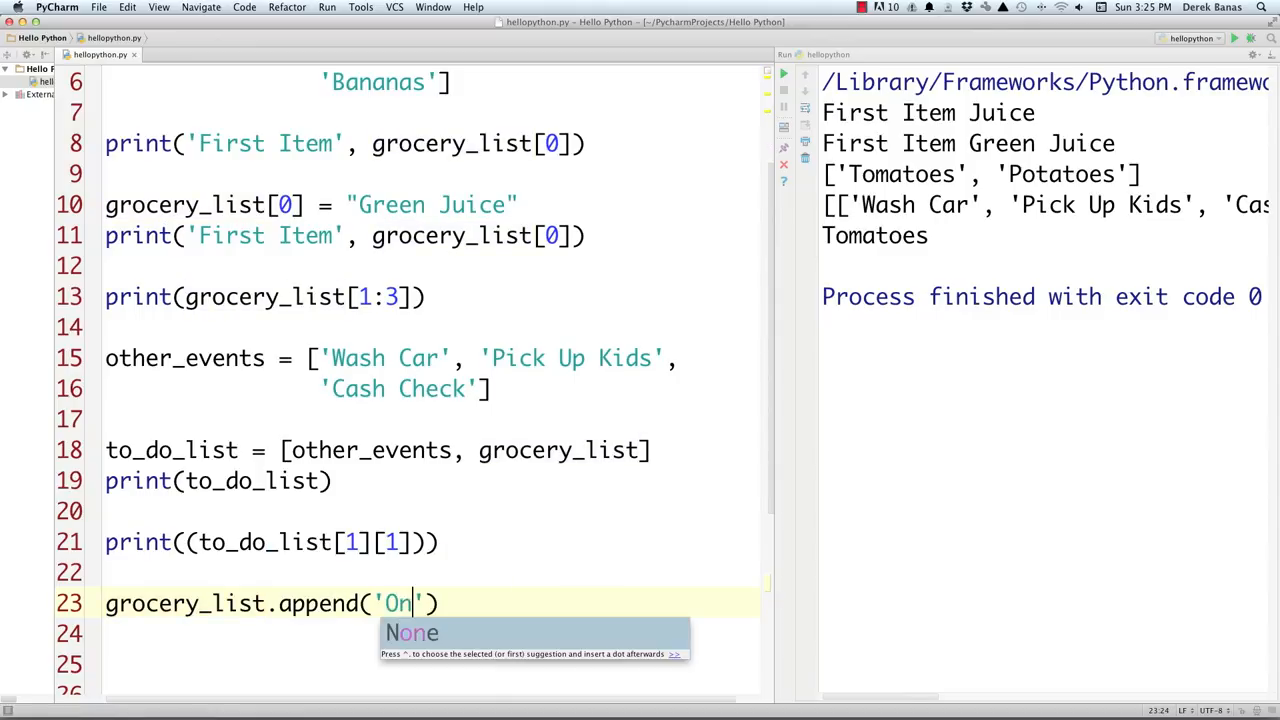 PyCharm File Edit View Navigate Code Refactor Run Tools VCS Window Help 10 Sun 3:25 PM Derek Banas
hellopython.py - Hello Python - [~/PycharmProjects/Hello Python]
Hello Python hellopython.py hellopython
hellopython.py Run hellopython
Hello P
hell
Externa
6 'Bananas']
7
8 print('First Item', grocery_list[0])
9
10 grocery_list[0] = "Green Juice"
11 print('First Item', grocery_list[0])
12
13 print(grocery_list[1:3])
14
15 other_events = ['Wash Car', 'Pick Up Kids',
16 'Cash Check']
17
18 to_do_list = [other_events, grocery_list]
19 print(to_do_list)
20
21 print((to_do_list[1][1]))
22
23 grocery_list.append('On')
None
Press ^. to choose the selected (or first) suggestion and insert a dot afterwards >>
24
25
26
/Library/Frameworks/Python.framewo
First Item Juice
First Item Green Juice
['Tomatoes', 'Potatoes']
[['Wash Car', 'Pick Up Kids', 'Cas
Tomatoes
Process finished with exit code 0
23:24 LF UTF-8